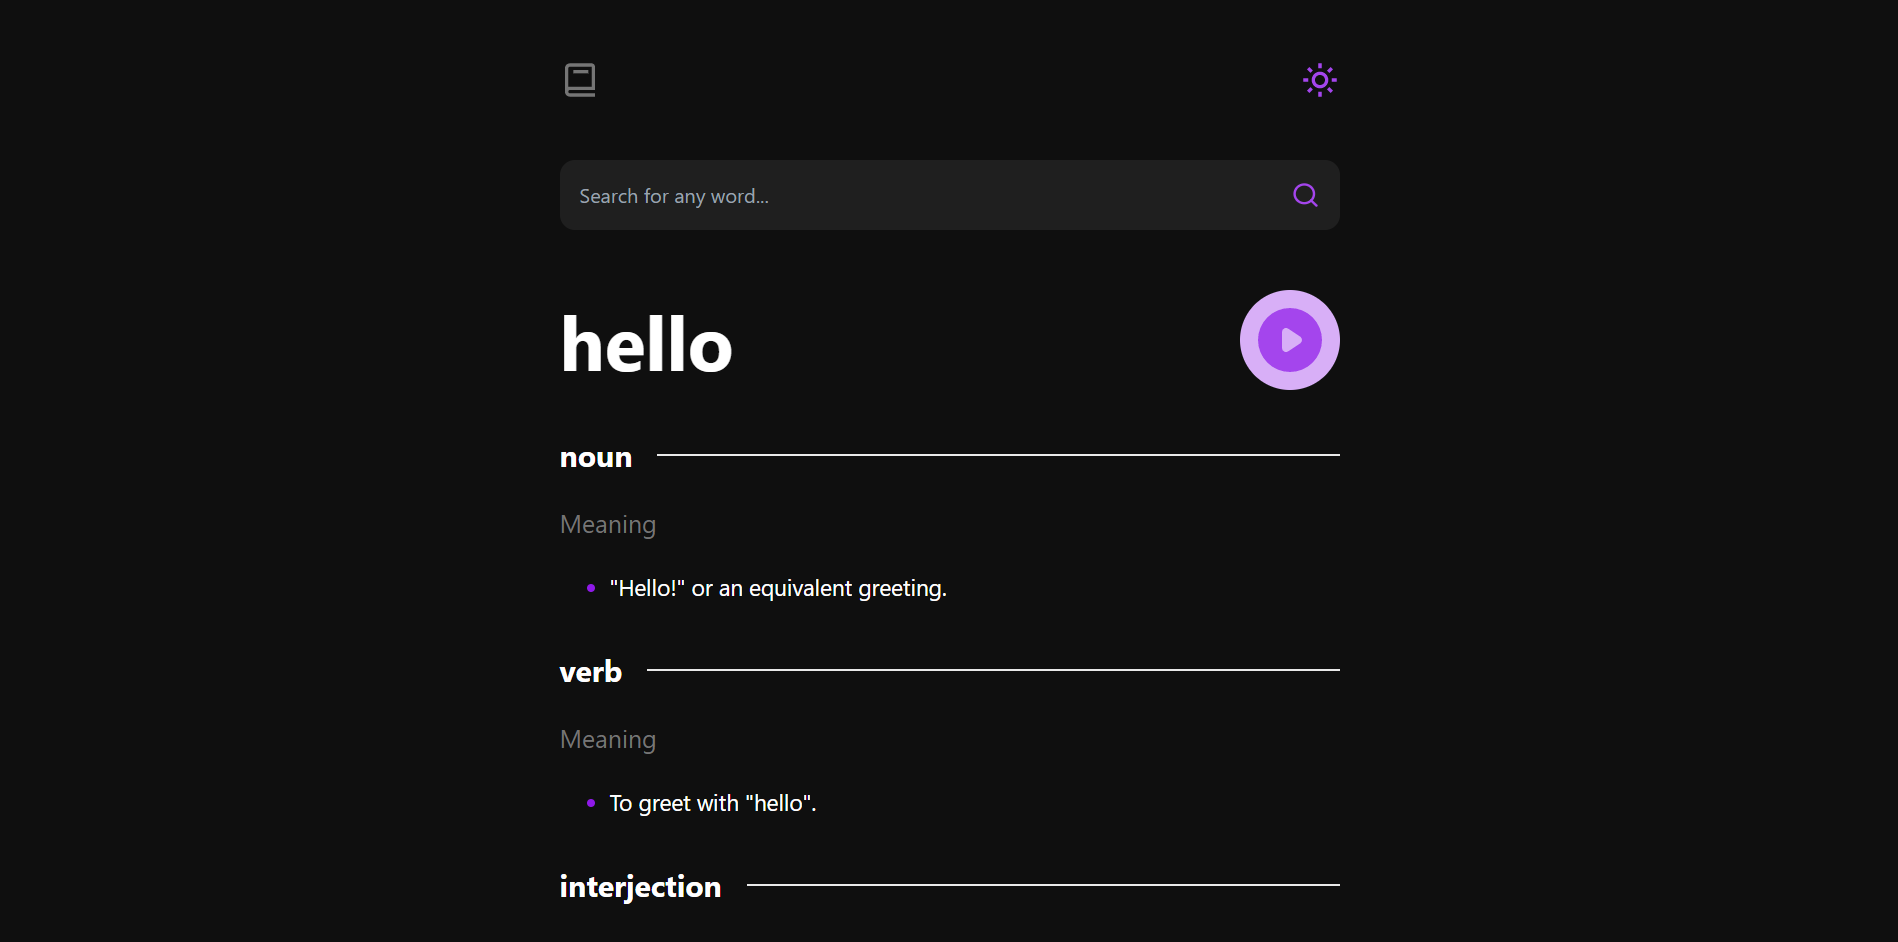 Search for any word...
hello
noun
Meaning
"Hello!" or an equivalent greeting.
verb
Meaning
To greet with "hello".
interjection